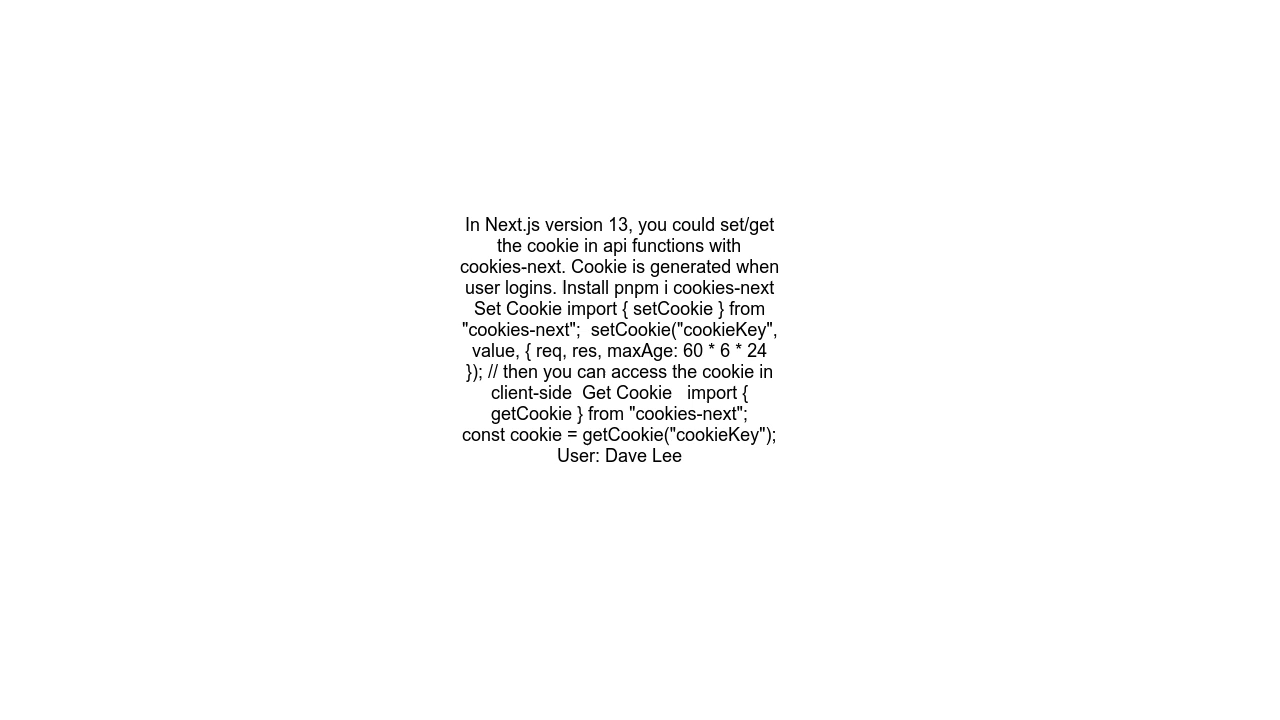 In Next.js version 13, you could set/get
the cookie in api functions with
cookies-next. Cookie is generated when
user logins. Install pnpm i cookies-next
Set Cookie import { setCookie } from
"cookies-next";  setCookie("cookieKey",
value, { req, res, maxAge: 60 * 6 * 24
}); // then you can access the cookie in
client-side  Get Cookie   import {
getCookie } from "cookies-next";
const cookie = getCookie("cookieKey");
User: Dave Lee